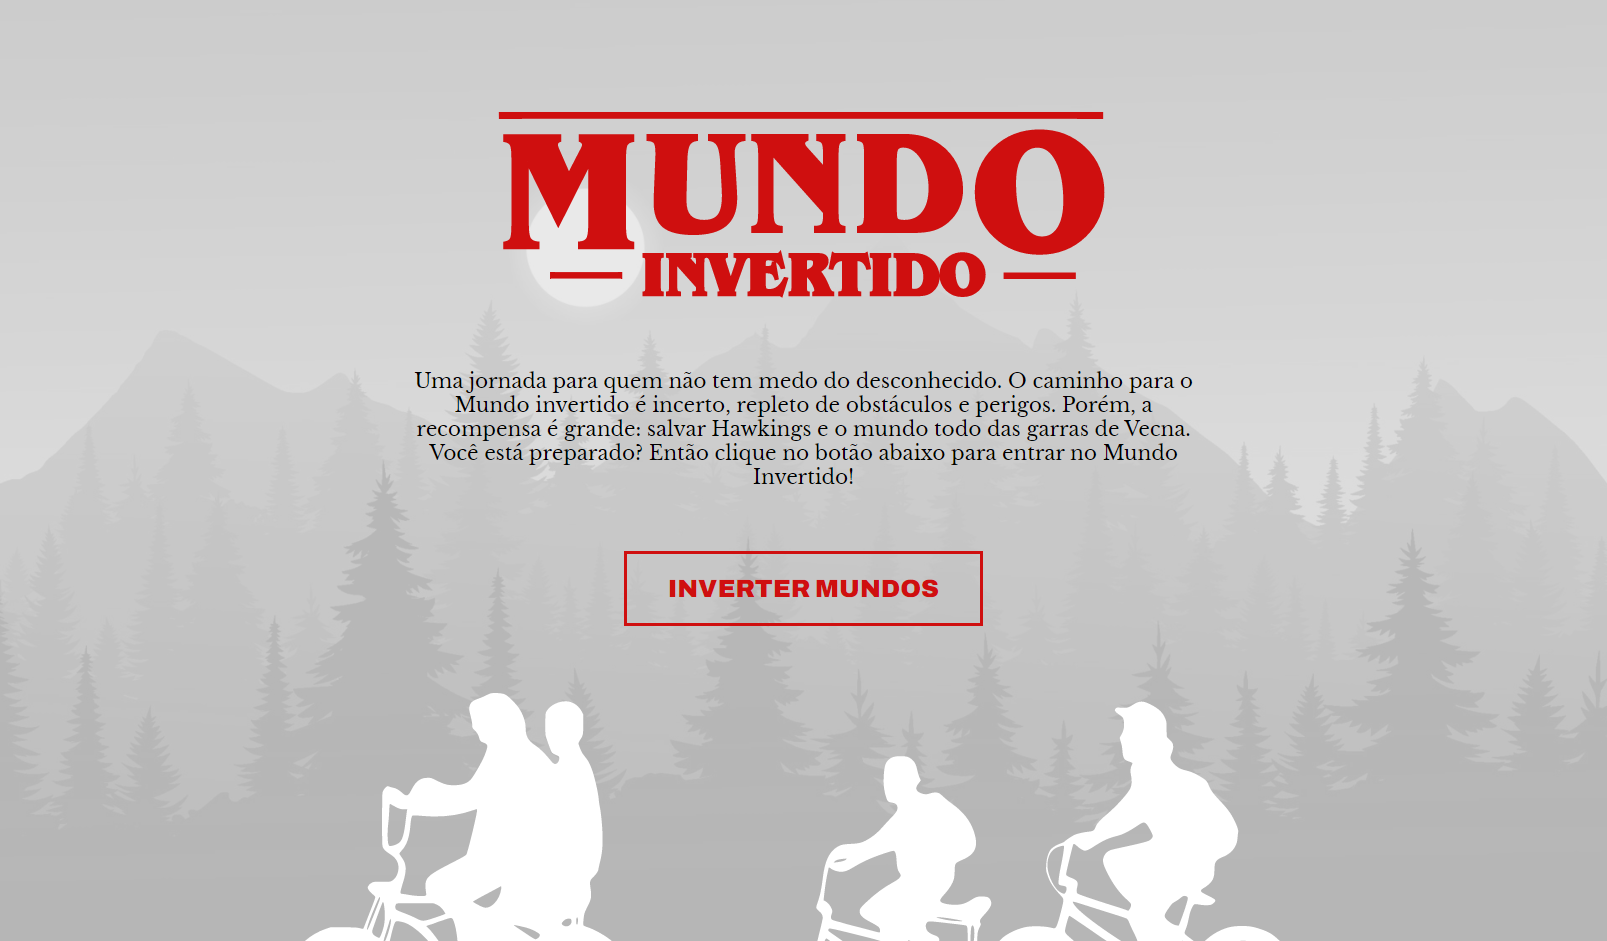 MUNDO
INVERTIDO
Uma jornada para quem não tem medo do desconhecido. O caminho para o
Mundo invertido é incerto, repleto de obstáculos e perigos. Porém, a
recompensa é grande: salvar Hawkings e o mundo todo das garras de Vecna.
Você está preparado? Então clique no botão abaixo para entrar no Mundo
Invertido!
INVERTER MUNDOS